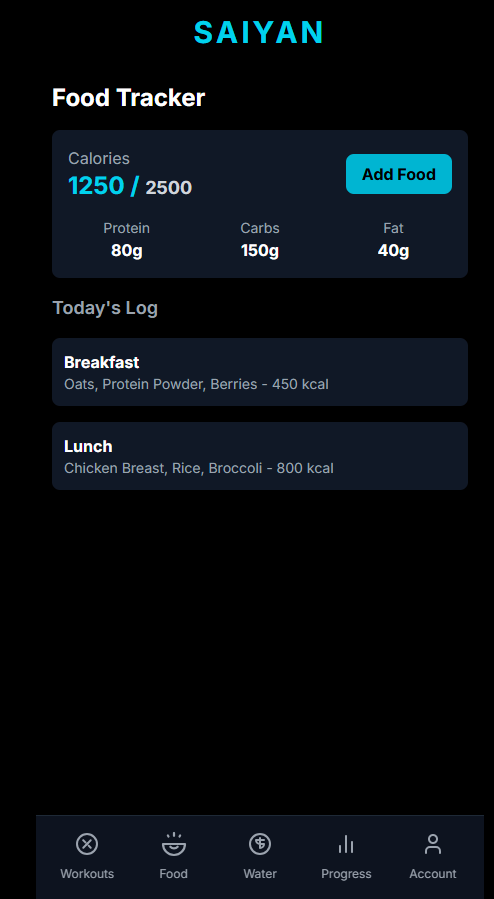 SAIYAN
Food Tracker
Calories
1250 / 2500
Add Food
Protein Carbs Fat
80g 150g 40g
Today's Log
Breakfast
Oats, Protein Powder, Berries - 450 kcal
Lunch
Chicken Breast, Rice, Broccoli - 800 kcal
Workouts Food Water Progress Account